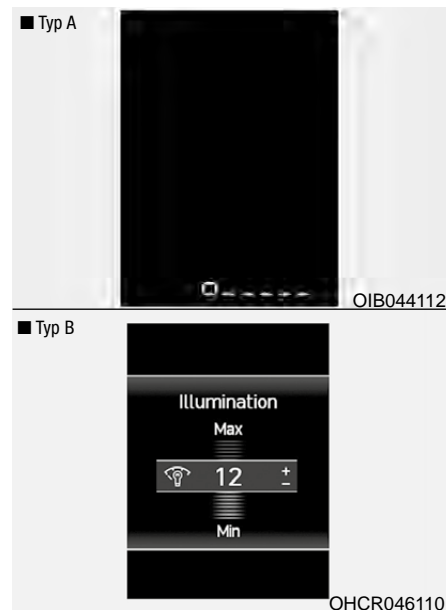 ■ Typ A
OIB044112
■ Typ B
Illumination
Max
12 + -
Min
OHCR046110